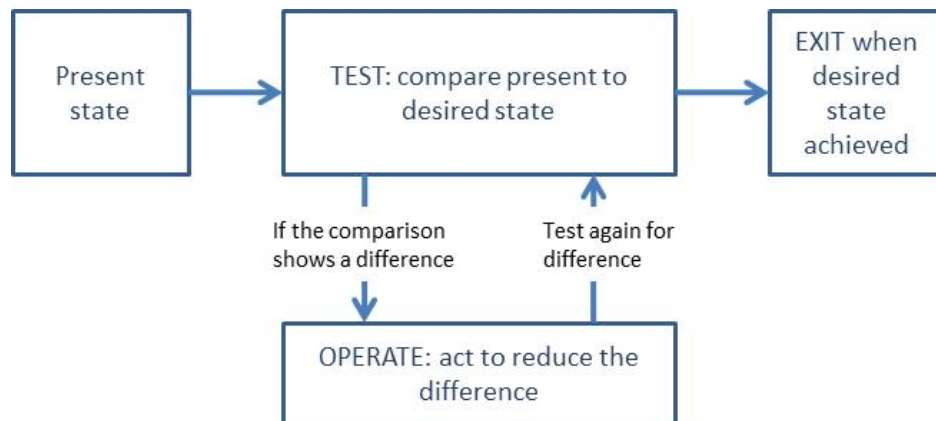 Present
state
TEST: compare present to
desired state
EXIT when
desired
state
achieved
If the comparison
shows a difference
Test again for
difference
OPERATE: act to reduce the
difference